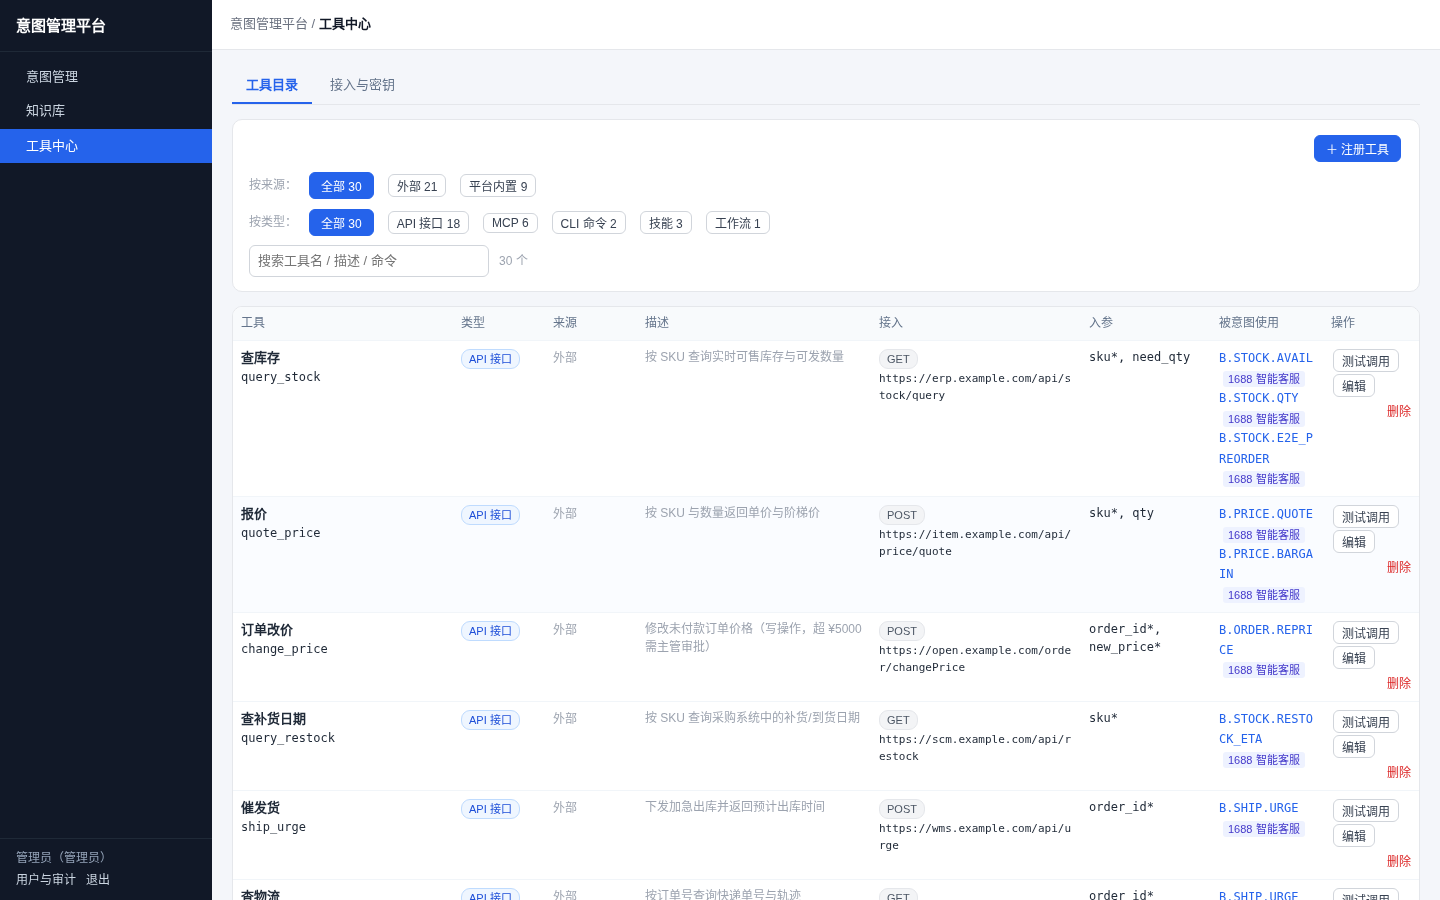 意图管理平台
意图管理
知识库
工具中心
管理员（管理员）
用户与审计 退出
意图管理平台 / 工具中心
工具目录 接入与密钥
＋ 注册工具
按来源： 全部 30 外部 21 平台内置 9
按类型： 全部 30 API 接口 18 MCP 6 CLI 命令 2 技能 3 工作流 1
搜索工具名 / 描述 / 命令 30 个
工具 类型 来源 描述 接入 入参 被意图使用 操作
查库存
query_stock
API 接口
外部
按 SKU 查询实时可售库存与可发数量
GET
https://erp.example.com/api/s
tock/query
sku*, need_qty
B.STOCK.AVAIL
1688 智能客服
B.STOCK.QTY
1688 智能客服
B.STOCK.E2E_P
REORDER
1688 智能客服
测试调用
编辑
删除
报价
quote_price
API 接口
外部
按 SKU 与数量返回单价与阶梯价
POST
https://item.example.com/api/
price/quote
sku*, qty
B.PRICE.QUOTE
1688 智能客服
B.PRICE.BARGA
IN
1688 智能客服
测试调用
编辑
删除
订单改价
change_price
API 接口
外部
修改未付款订单价格（写操作，超 ¥5000
需主管审批）
POST
https://open.example.com/orde
r/changePrice
order_id*,
new_price*
B.ORDER.REPRI
CE
1688 智能客服
测试调用
编辑
删除
查补货日期
query_restock
API 接口
外部
按 SKU 查询采购系统中的补货/到货日期
GET
https://scm.example.com/api/r
estock
sku*
B.STOCK.RESTO
CK_ETA
1688 智能客服
测试调用
编辑
删除
催发货
ship_urge
API 接口
外部
下发加急出库并返回预计出库时间
POST
https://wms.example.com/api/u
rge
order_id*
B.SHIP.URGE
1688 智能客服
测试调用
编辑
删除
查物流
API 接口
外部
按订单号查询快递单号与轨迹
GET
order_id*
B.SHIP.URGE
测试调用